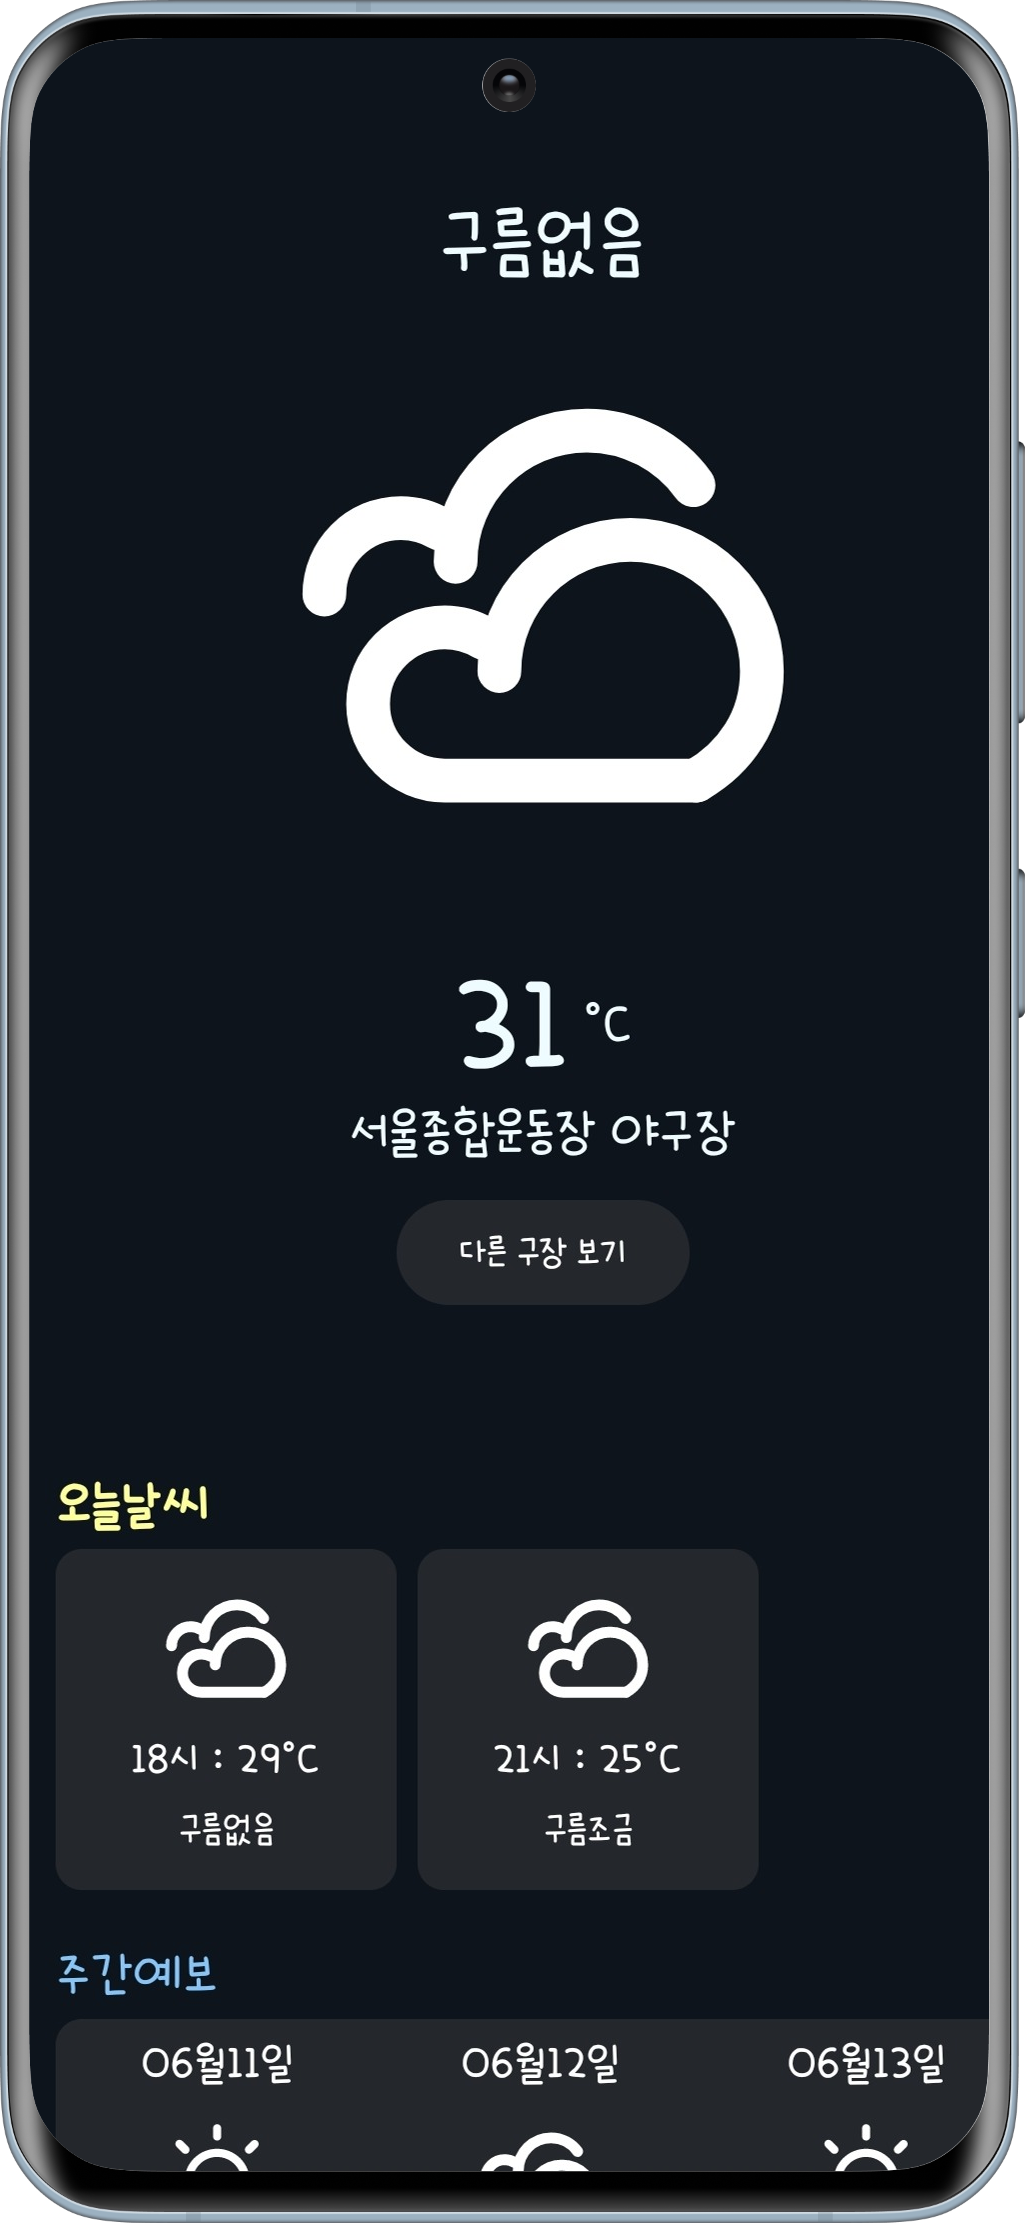 구름없음
31 °C
서울종합운동장 야구장
다른 구장 보기
오늘날씨
18시 : 29°C
구름없음
21시 : 25°C
구름조금
주간예보
06월11일
06월12일
06월13일